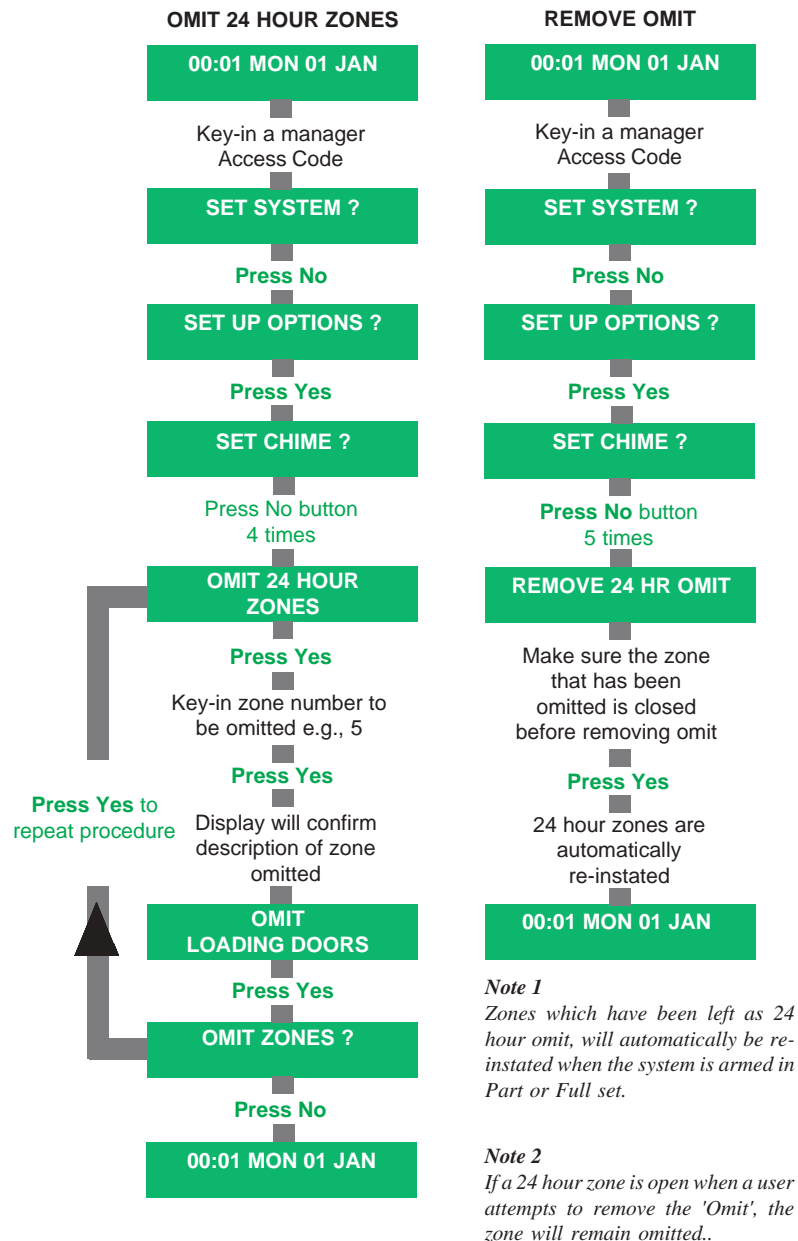 OMIT 24 HOUR ZONES
00:01 MON 01 JAN
Key-in a manager
Access Code
SET SYSTEM ?
Press No
SET UP OPTIONS ?
Press Yes
SET CHIME ?
Press No button
4 times
OMIT 24 HOUR
ZONES
Press Yes
Key-in zone number to
be omitted e.g., 5
Press Yes
Press Yes to
repeat procedure
Display will confirm
description of zone
omitted
OMIT
LOADING DOORS
Press Yes
OMIT ZONES ?
Press No
00:01 MON 01 JAN
REMOVE OMIT
00:01 MON 01 JAN
Key-in a manager
Access Code
SET SYSTEM ?
Press No
SET UP OPTIONS ?
Press Yes
SET CHIME ?
Press No button
5 times
REMOVE 24 HR OMIT
Make sure the zone
that has been
omitted is closed
before removing omit
Press Yes
24 hour zones are
automatically
re-instated
00:01 MON 01 JAN
Note 1
Zones which have been left as 24
hour omit, will automatically be re-
instated when the system is armed in
Part or Full set.
Note 2
If a 24 hour zone is open when a user
attempts to remove the 'Omit', the
zone will remain omitted..